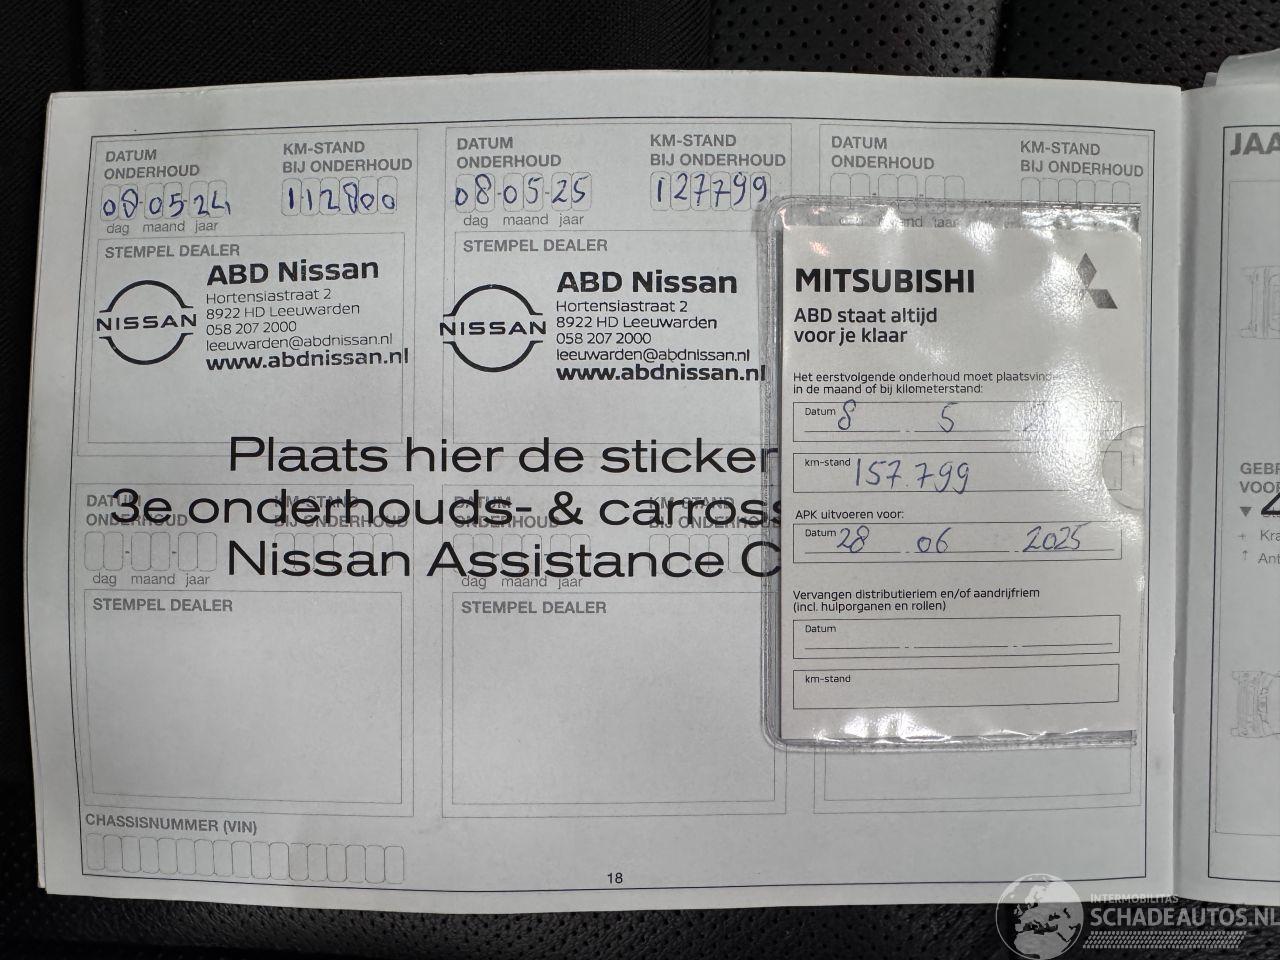 DATUM
ONDERHOUD
08-05-24
dag maand jaar
KM-STAND
BIJ ONDERHOUD
112800
STEMPEL DEALER
NISSAN
ABD Nissan
Hortensiastraat 2
8922 HD Leeuwarden
058 207 2000
leeuwarden@abdnissan.nl
www.abdnissan.nl
DATUM
ONDERHOUD
08-05-25
dag maand jaar
KM-STAND
BIJ ONDERHOUD
127799
STEMPEL DEALER
NISSAN
ABD Nissan
Hortensiastraat 2
8922 HD Leeuwarden
058 207 2000
leeuwarden@abdnissan.nl
www.abdnissan.nl
DATUM
ONDERHOUD
KM-STAND
BIJ ONDERHOUD
jaar
Plaats hier de sticker
3e onderhouds- & carross
Nissan Assistance C
DATUM
ONDERHOUD
dag maand jaar
KM-STAND
BIJ ONDERHOUD
STEMPEL DEALER
DATUM
ONDERHOUD
dag maand jaar
KM-STAND
BIJ ONDERHOUD
STEMPEL DEALER
CHASSISNUMMER (VIN)
18
MITSUBISHI
ABD staat altijd
voor je klaar
Het eerstvolgende onderhoud moet plaatsvind
in de maand of bij kilometerstand:
Datum 8 . 5
km-stand 157.799
APK uitvoeren voor:
Datum 28 . 06 . 2025
Vervangen distributieriem en/of aandrijfriem
(incl. hulporganen en rollen)
Datum
km-stand
JAA
GEBR
VOOR
▼
+ Kra
↑ Ant
INTERMOBILITAS
SCHADEAUTOS.NL